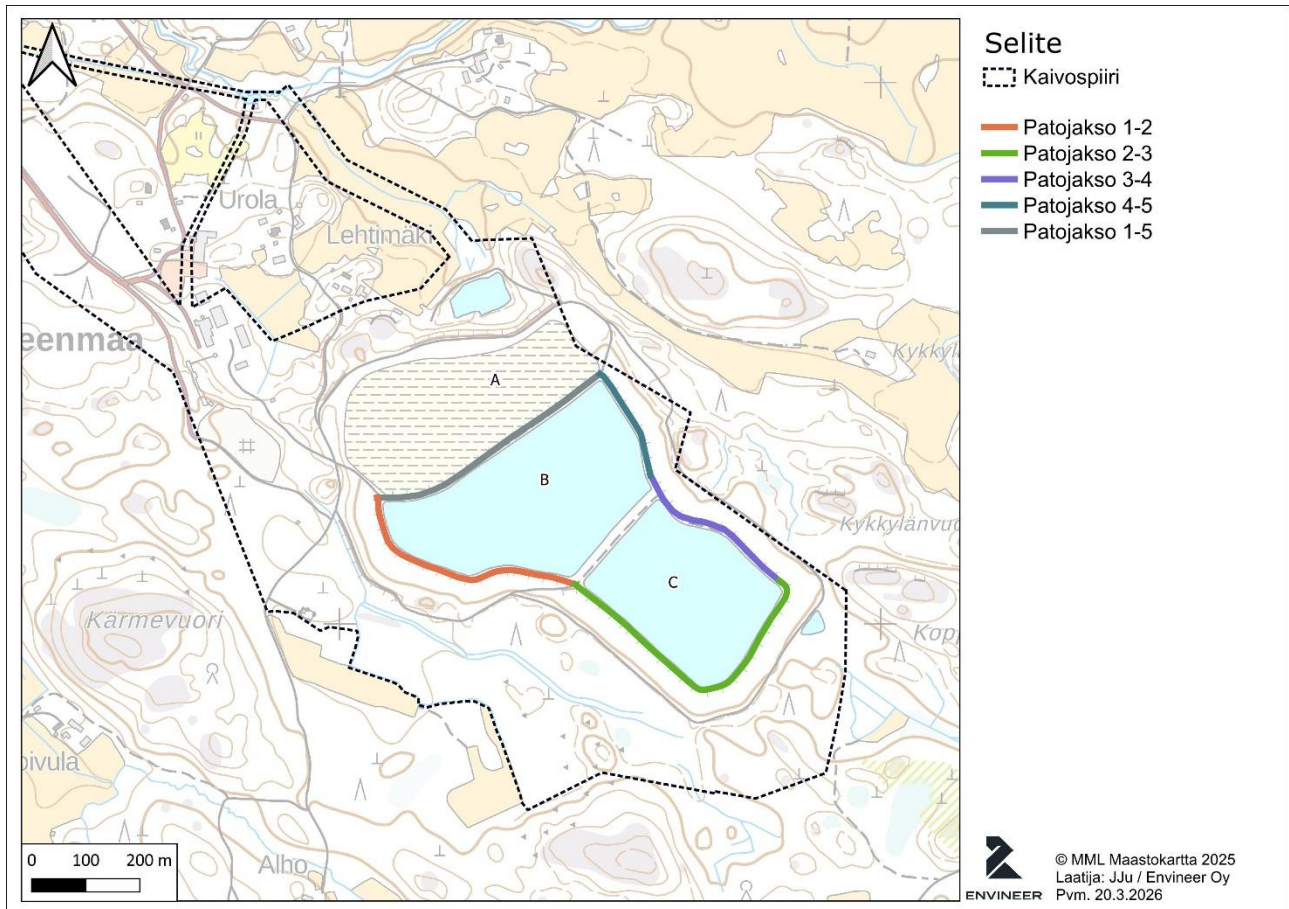 Urola
Lehtimäki
eenmaa
Kykkylä
A
B
Kykkylänvuo
C
Kärmevuori
Kopp
oivula
Alho
0 100 200 m
Selite
Kaivospiiri
Patojakso 1-2
Patojakso 2-3
Patojakso 3-4
Patojakso 4-5
Patojakso 1-5
ENVINEER
© MML Maastokartta 2025
Laatija: JJu / Envineer Oy
Pvm. 20.3.2026